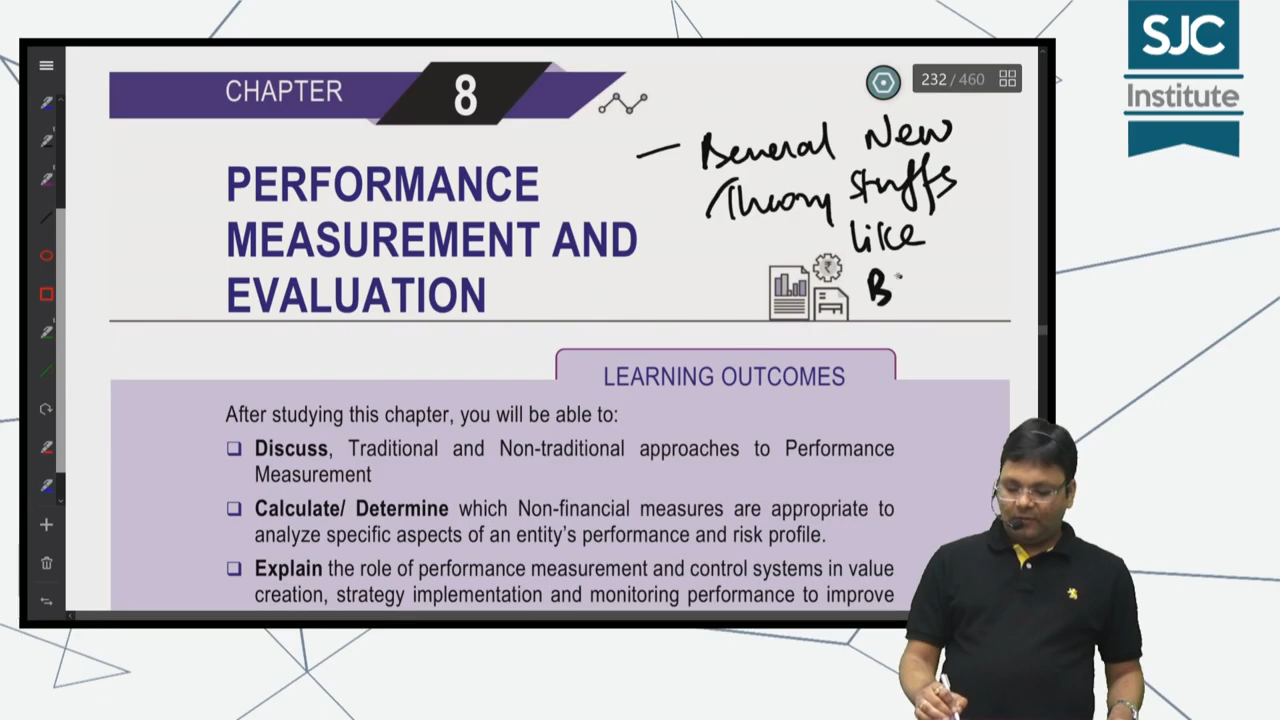 SJC
Institute
CHAPTER 8
232 / 460
PERFORMANCE
MEASUREMENT AND
EVALUATION
– General New
Theory stuffs
like
B
LEARNING OUTCOMES
After studying this chapter, you will be able to:
❑ Discuss, Traditional and Non-traditional approaches to Performance
Measurement
❑ Calculate/ Determine which Non-financial measures are appropriate to
analyze specific aspects of an entity's performance and risk profile.
❑ Explain the role of performance measurement and control systems in value
creation, strategy implementation and monitoring performance to improve